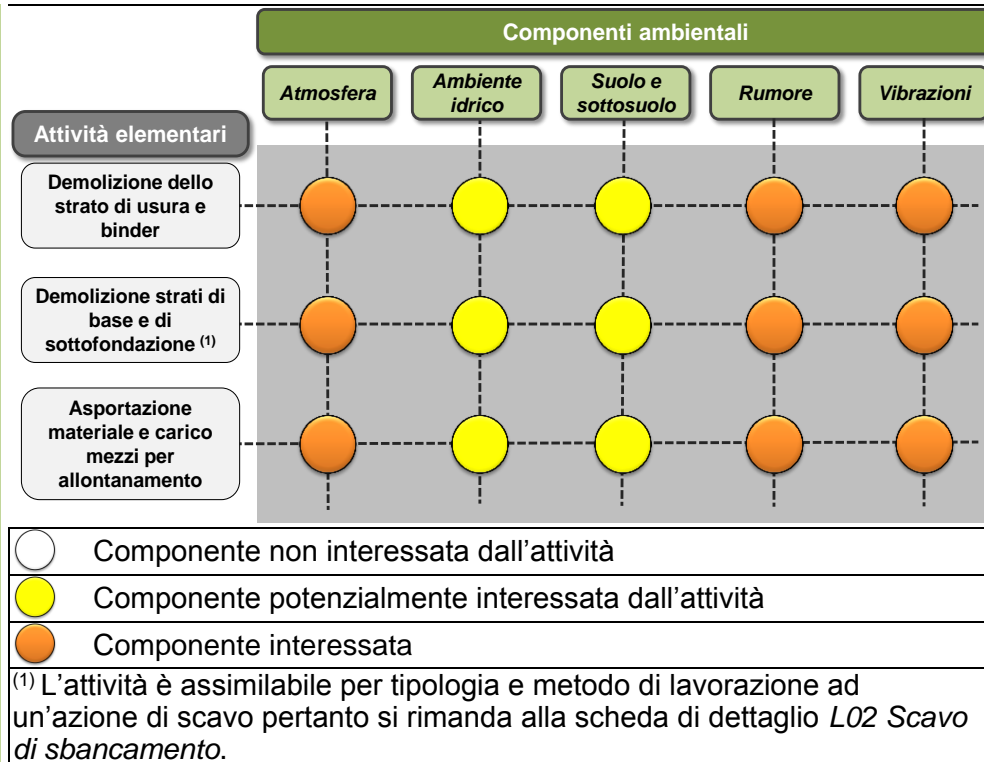 Componenti ambientali
Atmosfera
Ambiente
idrico
Suolo e
sottosuolo
Rumore
Vibrazioni
Attività elementari
Demolizione dello
strato di usura e
binder
Demolizione strati di
base e di
sottofondazione (1)
Asportazione
materiale e carico
mezzi per
allontanamento
Componente non interessata dall'attività
Componente potenzialmente interessata dall'attività
Componente interessata
(1) L'attività è assimilabile per tipologia e metodo di lavorazione ad
un'azione di scavo pertanto si rimanda alla scheda di dettaglio L02 Scavo
di sbancamento.